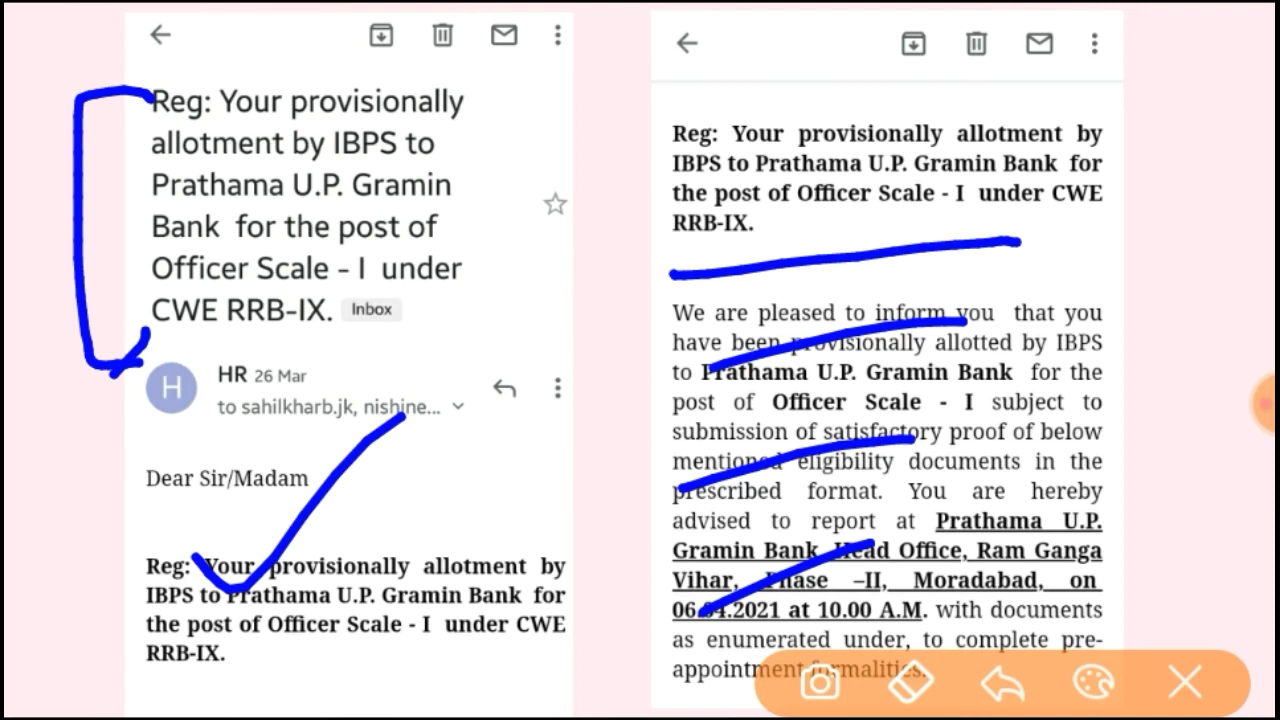 Reg: Your provisionally
allotment by IBPS to
Prathama U.P. Gramin
Bank for the post of
Officer Scale - I under
CWE RRB-IX. Inbox
H
HR 26 Mar
to sahilkharb.jk, nishine...
Dear Sir/Madam
Reg: Your provisionally allotment by
IBPS to Prathama U.P. Gramin Bank for
the post of Officer Scale - I under CWE
RRB-IX.
Reg: Your provisionally allotment by
IBPS to Prathama U.P. Gramin Bank for
the post of Officer Scale - I under CWE
RRB-IX.
We are pleased to inform you that you
have been provisionally allotted by IBPS
to Prathama U.P. Gramin Bank for the
post of Officer Scale - I subject to
submission of satisfactory proof of below
mentioned eligibility documents in the
prescribed format. You are hereby
advised to report at Prathama U.P.
Gramin Bank, Head Office, Ram Ganga
Vihar, Phase –II, Moradabad, on
06.04.2021 at 10.00 A.M. with documents
as enumerated under, to complete pre-
appointment formalities.